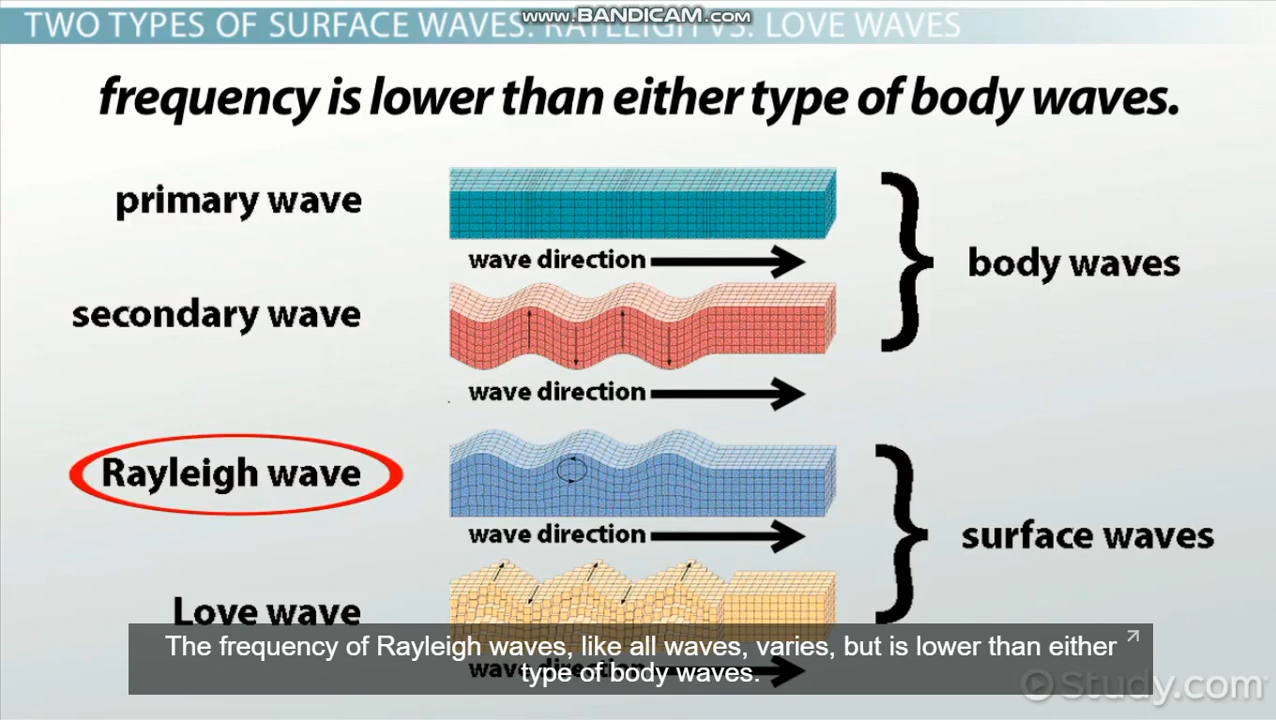 www.BANDICAM.com
TWO TYPES OF SURFACE WAVES: RAYLEIGH VS. LOVE WAVES
frequency is lower than either type of body waves.
primary wave
wave direction
body waves
secondary wave
wave direction
Rayleigh wave
wave direction
surface waves
Love wave
The frequency of Rayleigh waves, like all waves, varies, but is lower than either
type of body waves.
wave direction
Study.com